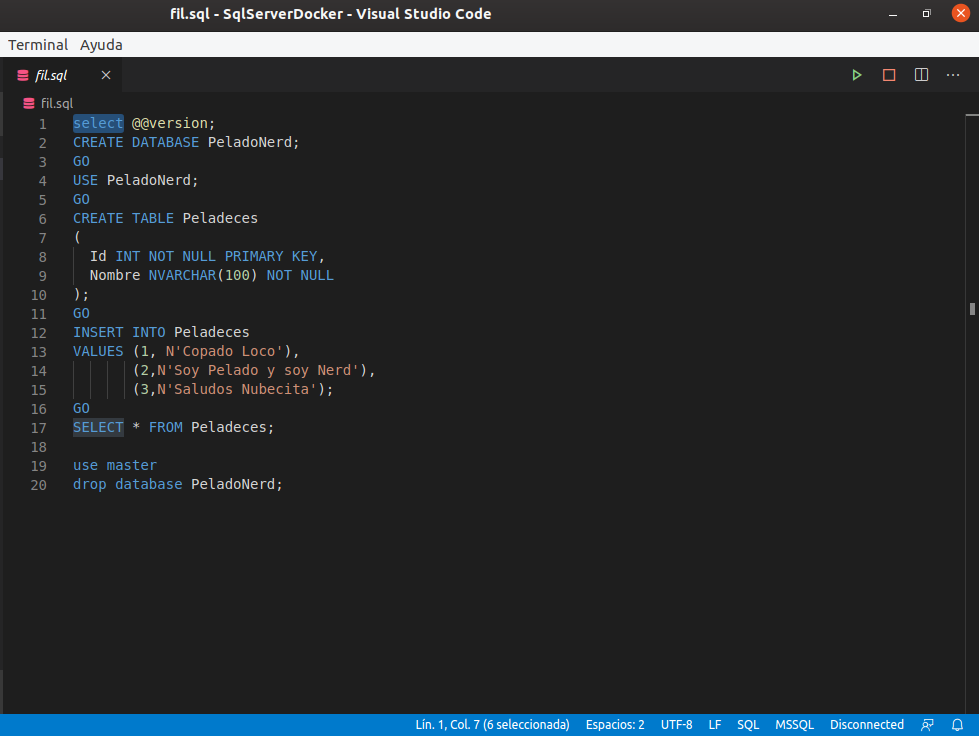 fil.sql - SqlServerDocker - Visual Studio Code
Terminal Ayuda
fil.sql
fil.sql
1 select @@version;
2 CREATE DATABASE PeladoNerd;
3 GO
4 USE PeladoNerd;
5 GO
6 CREATE TABLE Peladeces
7 (
8 Id INT NOT NULL PRIMARY KEY,
9 Nombre NVARCHAR(100) NOT NULL
10 );
11 GO
12 INSERT INTO Peladeces
13 VALUES (1, N'Copado Loco'),
14 (2,N'Soy Pelado y soy Nerd'),
15 (3,N'Saludos Nubecita');
16 GO
17 SELECT * FROM Peladeces;
18
19 use master
20 drop database PeladoNerd;
Lín. 1, Col. 7 (6 seleccionada) Espacios: 2 UTF-8 LF SQL MSSQL Disconnected